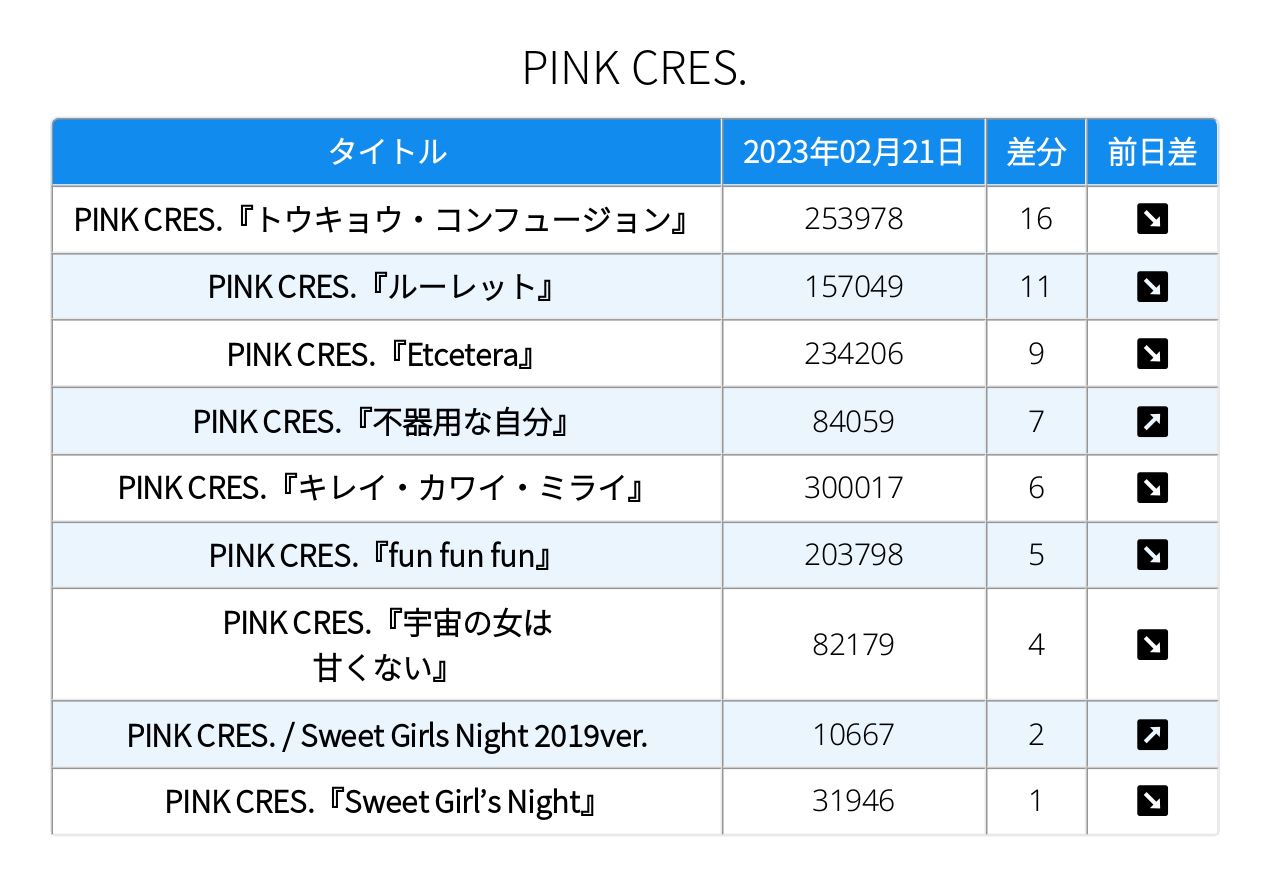 PINK CRES.
タイトル 2023年02月21日 差分 前日差
PINK CRES.『トウキョウ・コンフュージョン』 253978 16 ↘
PINK CRES.『ルーレット』 157049 11 ↘
PINK CRES.『Etcetera』 234206 9 ↘
PINK CRES.『不器用な自分』 84059 7 ↗
PINK CRES.『キレイ・カワイ・ミライ』 300017 6 ↘
PINK CRES.『fun fun fun』 203798 5 ↘
PINK CRES.『宇宙の女は
甘くない』 82179 4 ↘
PINK CRES. / Sweet Girls Night 2019ver. 10667 2 ↗
PINK CRES.『Sweet Girl’s Night』 31946 1 ↘